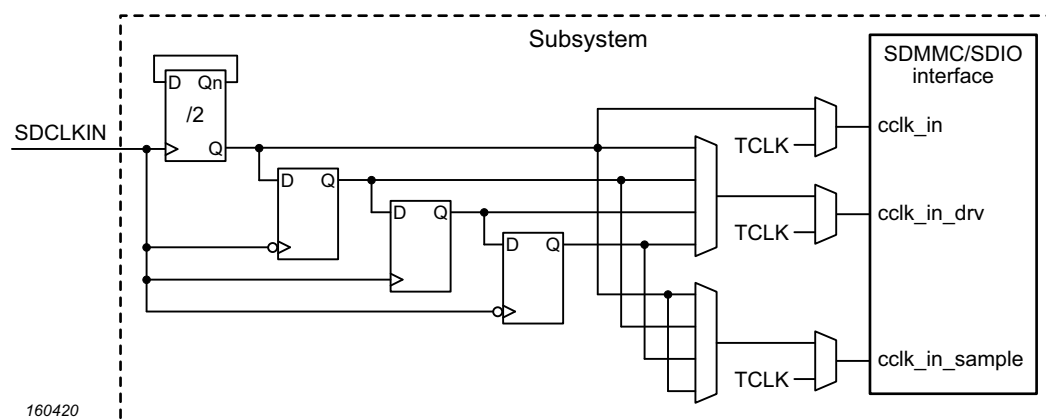 Subsystem
SDMMC/SDIO
interface
D Qn
/2
Q
SDCLKIN
cclk_in
TCLK
D Q
D Q
cclk_in_drv
TCLK
D Q
cclk_in_sample
TCLK
160420